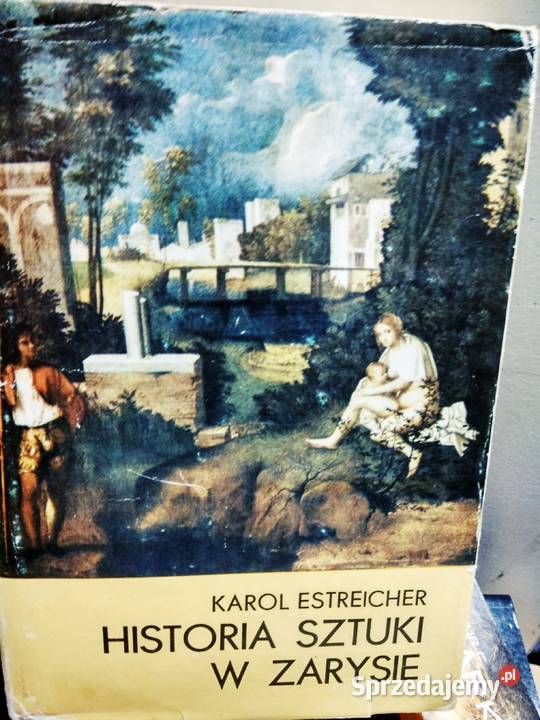 KAROL ESTREICHER
HISTORIA SZTUKI
W ZARYSIE
Sprzedajemy.pl